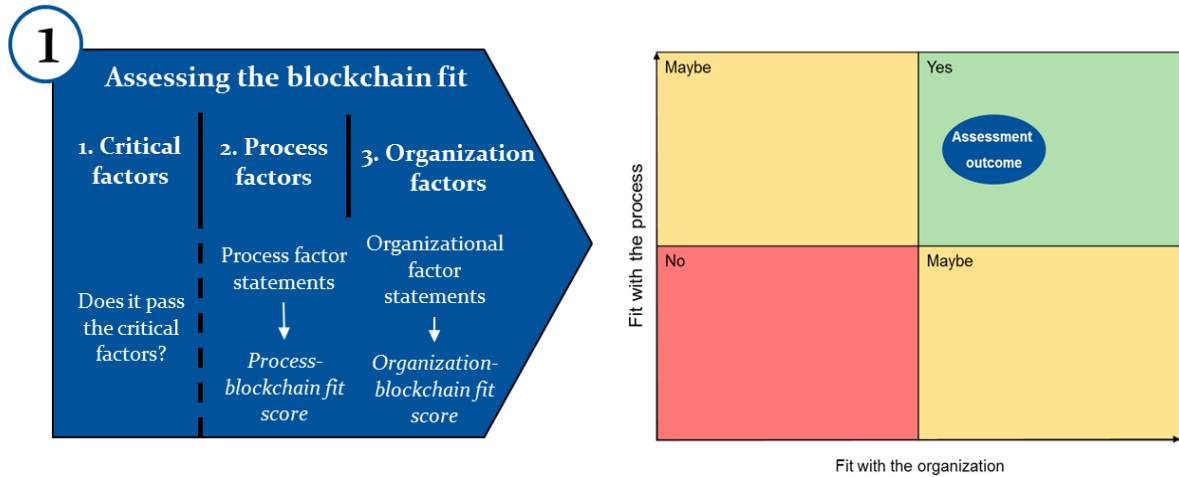 1
Assessing the blockchain fit
1. Critical
factors
2. Process
factors
3. Organization
factors
Does it pass
the critical
factors?
Process factor
statements
Process-
blockchain fit
score
Organizational
factor
statements
Organization-
blockchain fit
score
Fit with the process
Maybe
Yes
Assessment
outcome
No
Maybe
Fit with the organization